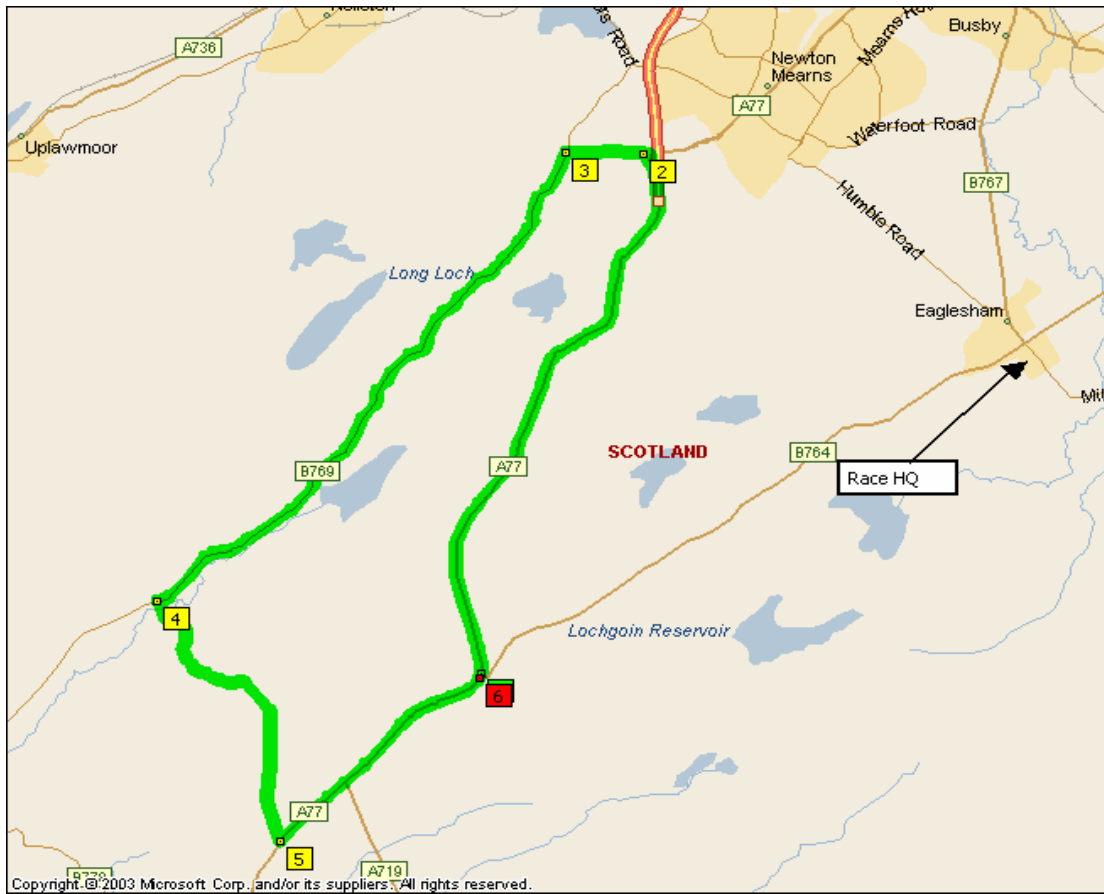 A736
Road
Mearns Road
Busby
Newton
Mearns
A77
Waterfoot Road
Uplawmoor
3
2
B767
Humbie Road
Long Loch
Eaglesham
SCOTLAND
A77
B764
B769
Race HQ
4
Lochgoin Reservoir
6
A77
5
A719
Copyright © 2003 Microsoft Corp. and/or its suppliers. All rights reserved.